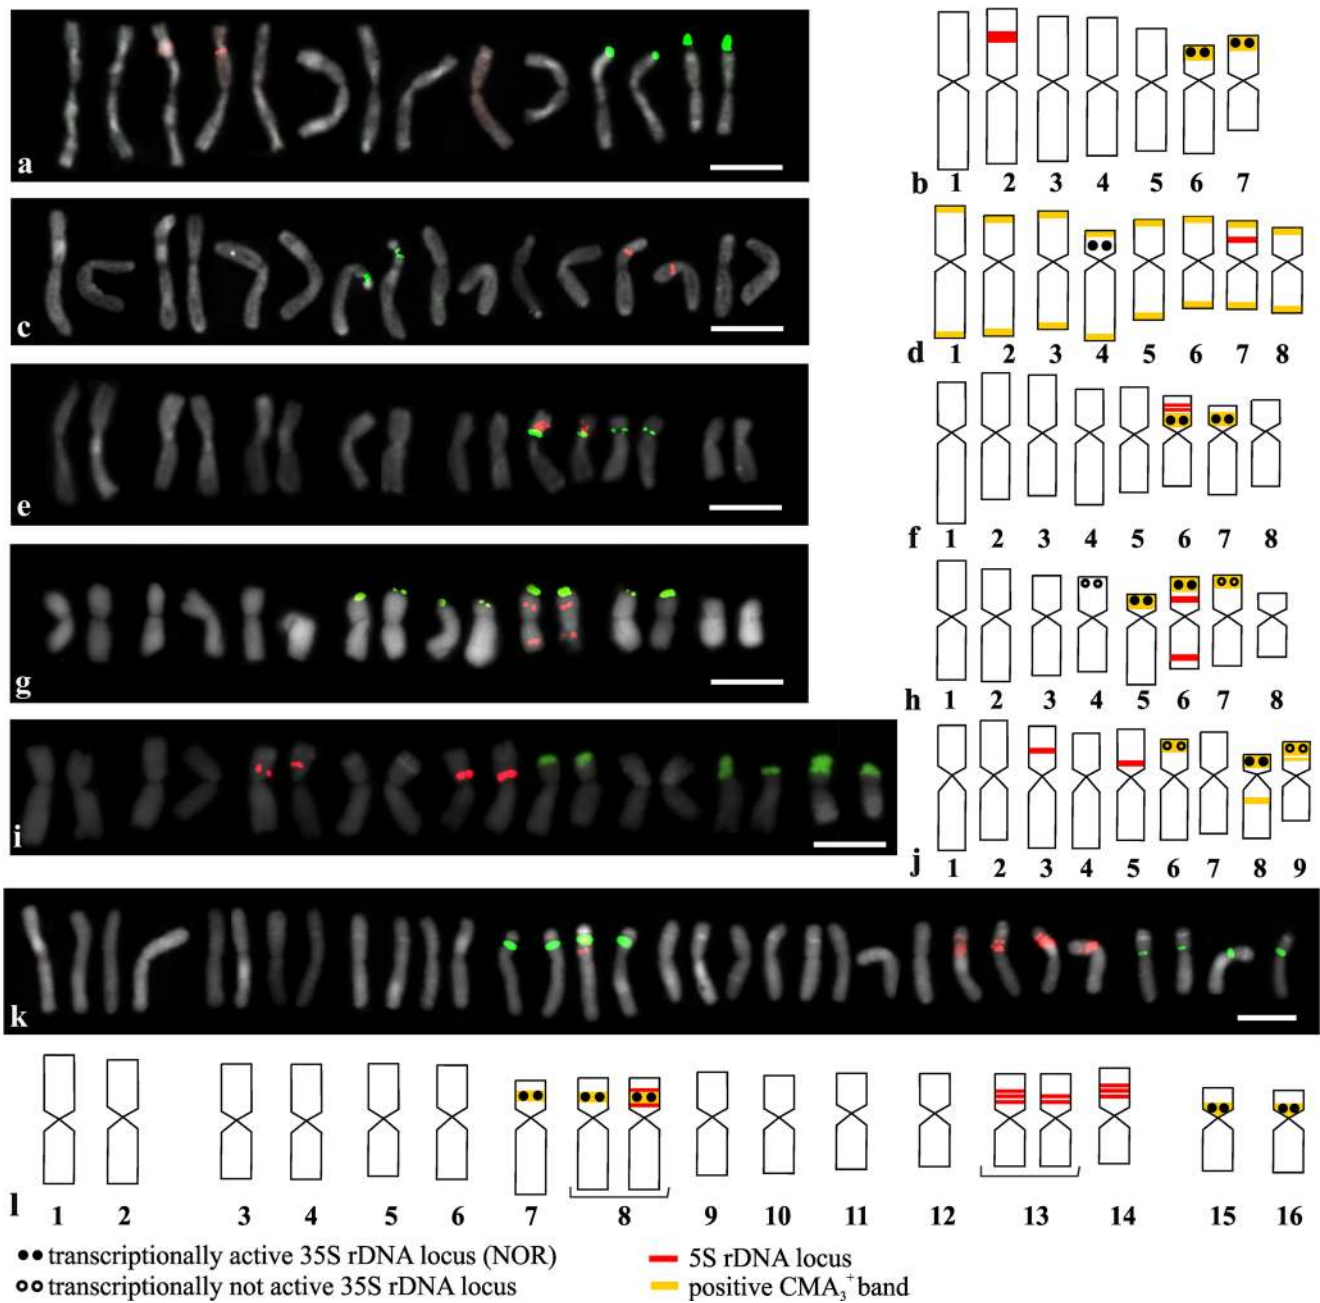 a
b
1 2 3 4 5 6 7
c
d
1 2 3 4 5 6 7 8
e
f
1 2 3 4 5 6 7 8
g
h
1 2 3 4 5 6 7 8
i
j
1 2 3 4 5 6 7 8 9
k
l
1 2 3 4 5 6 7 8 9 10 11 12 13 14 15 16
transcriptionally active 35S rDNA locus (NOR)
5S rDNA locus
transcriptionally not active 35S rDNA locus
positive CMA₃⁺ band